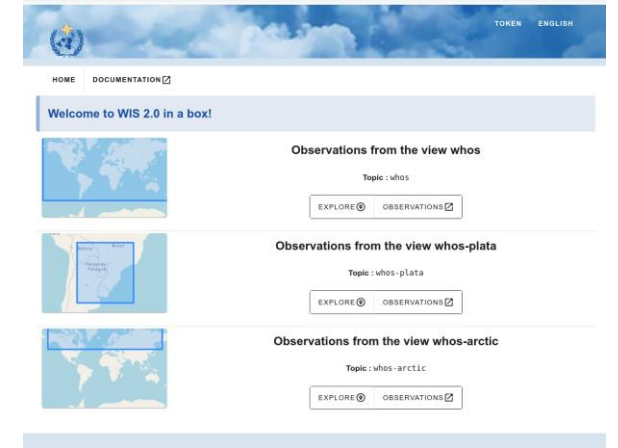 TOKEN ENGLISH
HOME DOCUMENTATION
Welcome to WIS 2.0 in a box!
Observations from the view whos
Topic : whos
EXPLORE OBSERVATIONS
Observations from the view whos-plata
Topic : whos-plata
EXPLORE OBSERVATIONS
Observations from the view whos-arctic
Topic : whos-arctic
EXPLORE OBSERVATIONS